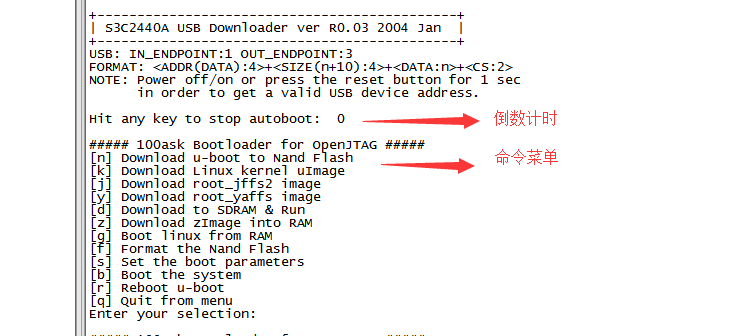 +---------------------------------------------+
| S3C2440A USB Downloader ver R0.03 2004 Jan  |
+---------------------------------------------+
USB: IN_ENDPOINT:1 OUT_ENDPOINT:3
FORMAT: <ADDR(DATA):4>+<SIZE(n+10):4>+<DATA:n>+<CS:2>
NOTE: Power off/on or press the reset button for 1 sec
      in order to get a valid USB device address.
Hit any key to stop autoboot:  0 倒数计时
##### 100ask Bootloader for OpenJTAG #####
[n] Download u-boot to Nand Flash 命令菜单
[k] Download Linux kernel uImage
[j] Download root_jffs2 image
[y] Download root_yaffs image
[d] Download to SDRAM & Run
[z] Download zImage into RAM
[g] Boot linux from RAM
[f] Format the Nand Flash
[s] Set the boot parameters
[b] Boot the system
[r] Reboot u-boot
[q] Quit from menu
Enter your selection: